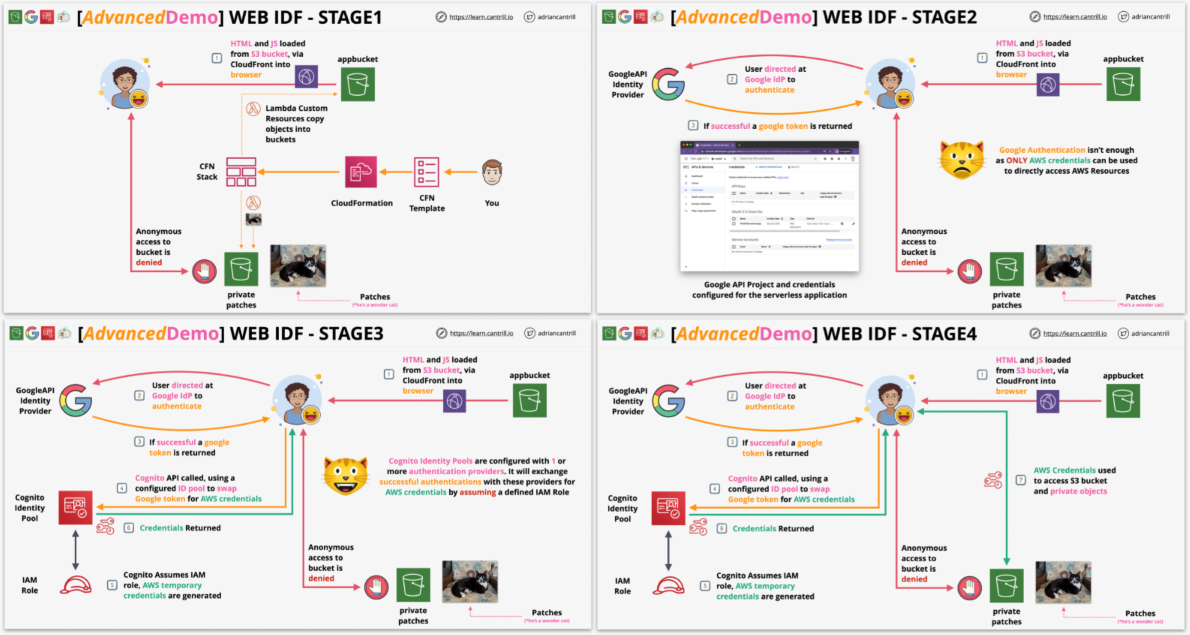 [AdvancedDemo] WEB IDF - STAGE1
https://learn.cantrill.io
adriancantrill
1
HTML and JS loaded
from S3 bucket, via
CloudFront into
browser
appbucket
Lambda Custom
Resources copy
objects into
buckets
CFN
Stack
CloudFormation
CFN
Template
You
Anonymous
access to
bucket is
denied
private
patches
Patches
(*he's a wonder cat)
[AdvancedDemo] WEB IDF - STAGE2
https://learn.cantrill.io
adriancantrill
GoogleAPI
Identity
Provider
2
User directed at
Google IdP to
authenticate
1
HTML and JS loaded
from S3 bucket, via
CloudFront into
browser
appbucket
3
If successful a google token is returned
Google Authentication isn't enough
as ONLY AWS credentials can be used
to directly access AWS Resources
Google API Project and credentials
configured for the serverless application
Anonymous
access to
bucket is
denied
private
patches
Patches
(*he's a wonder cat)
[AdvancedDemo] WEB IDF - STAGE3
https://learn.cantrill.io
adriancantrill
GoogleAPI
Identity
Provider
2
User directed at
Google IdP to
authenticate
1
HTML and JS loaded
from S3 bucket, via
CloudFront into
browser
appbucket
3
If successful a google
token is returned
Cognito Identity Pools are configured with 1 or
more authentication providers. It will exchange
successful authentications with these providers for
AWS credentials by assuming a defined IAM Role
Cognito
Identity
Pool
4
Cognito API called, using a
configured ID pool to swap
Google token for AWS credentials
6
Credentials Returned
IAM
Role
5
Cognito Assumes IAM
role, AWS temporary
credentials are generated
Anonymous
access to
bucket is
denied
private
patches
Patches
(*he's a wonder cat)
[AdvancedDemo] WEB IDF - STAGE4
https://learn.cantrill.io
adriancantrill
GoogleAPI
Identity
Provider
2
User directed at
Google IdP to
authenticate
1
HTML and JS loaded
from S3 bucket, via
CloudFront into
browser
appbucket
3
If successful a google
token is returned
Cognito
Identity
Pool
4
Cognito API called, using a
configured ID pool to swap
Google token for AWS credentials
6
Credentials Returned
7
AWS Credentials used
to access S3 bucket
and private objects
IAM
Role
5
Cognito Assumes IAM
role, AWS temporary
credentials are generated
Anonymous
access to
bucket is
denied
private
patches
Patches
(*he's a wonder cat)